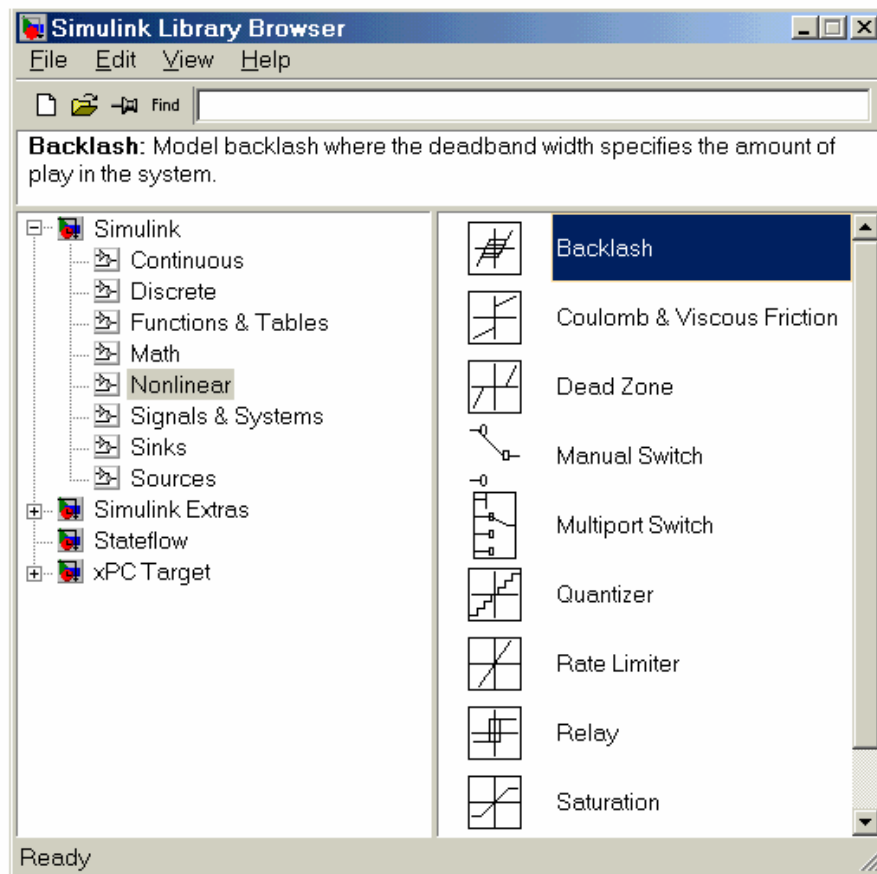 Simulink Library Browser
File Edit View Help
Find
Backlash: Model backlash where the deadband width specifies the amount of
play in the system.
Simulink
Continuous
Discrete
Functions & Tables
Math
Nonlinear
Signals & Systems
Sinks
Sources
Simulink Extras
Stateflow
xPC Target
Backlash
Coulomb & Viscous Friction
Dead Zone
Manual Switch
Multiport Switch
Quantizer
Rate Limiter
Relay
Saturation
Ready